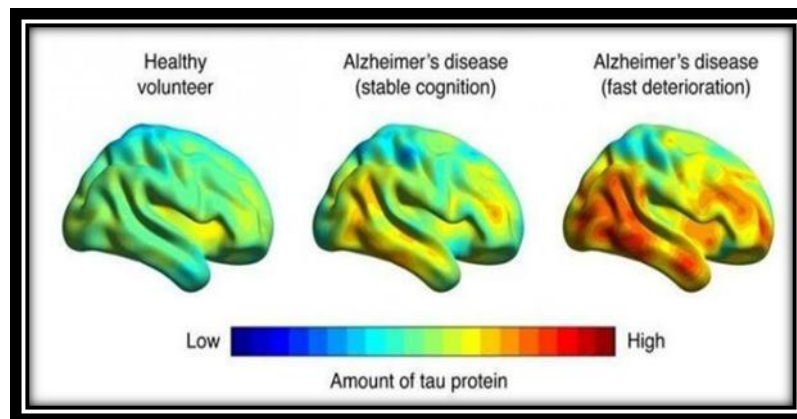 Healthy
volunteer
Alzheimer's disease
(stable cognition)
Alzheimer's disease
(fast deterioration)
Low
High
Amount of tau protein